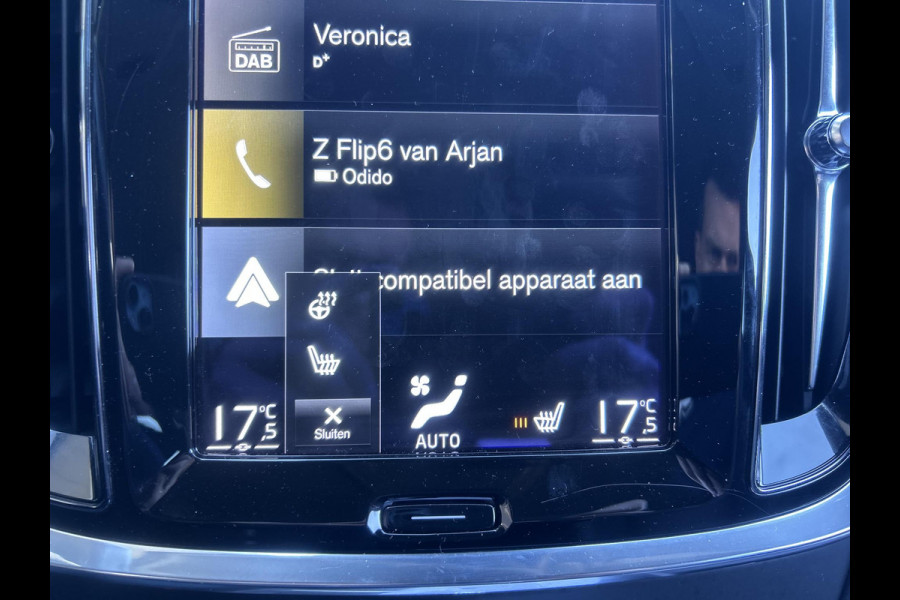 DAB
Veronica
D+
Z Flip6 van Arjan
Odido
compatibel apparaat aan
17,5 °C
Sluiten
AUTO
17,5 °C